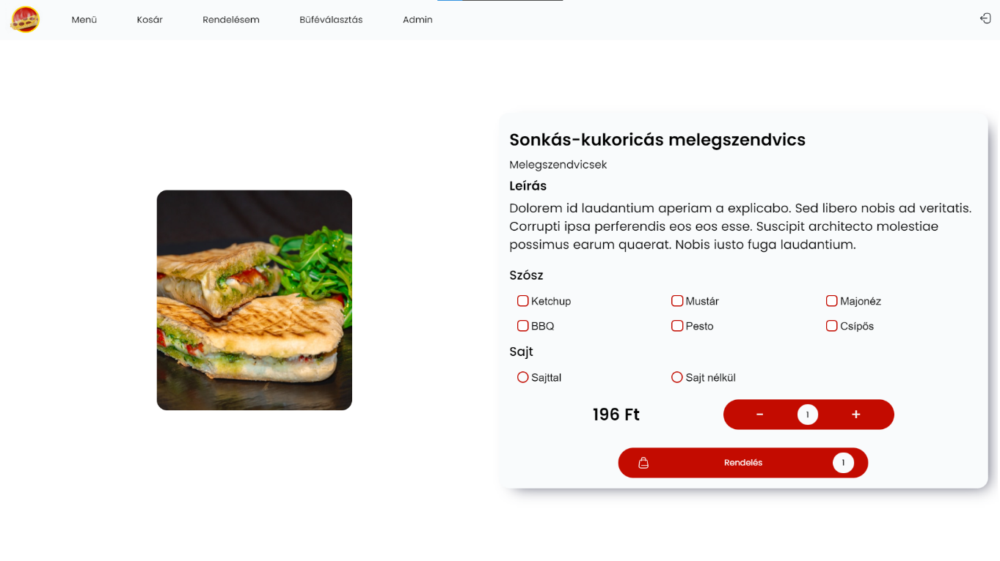 Menü Kosár Rendelésem Büféválasztás Admin
Sonkás-kukoricás melegszendvics
Melegszendvicsek
Leírás
Dolorem id laudantium aperiam a explicabo. Sed libero nobis ad veritatis.
Corrupti ipsa perferendis eos eos esse. Suscipit architecto molestiae
possimus earum quaerat. Nobis iusto fuga laudantium.
Szósz
Ketchup Mustár Majonéz
BBQ Pesto Csípős
Sajt
Sajttal Sajt nélkül
196 Ft - 1 +
Rendelés 1